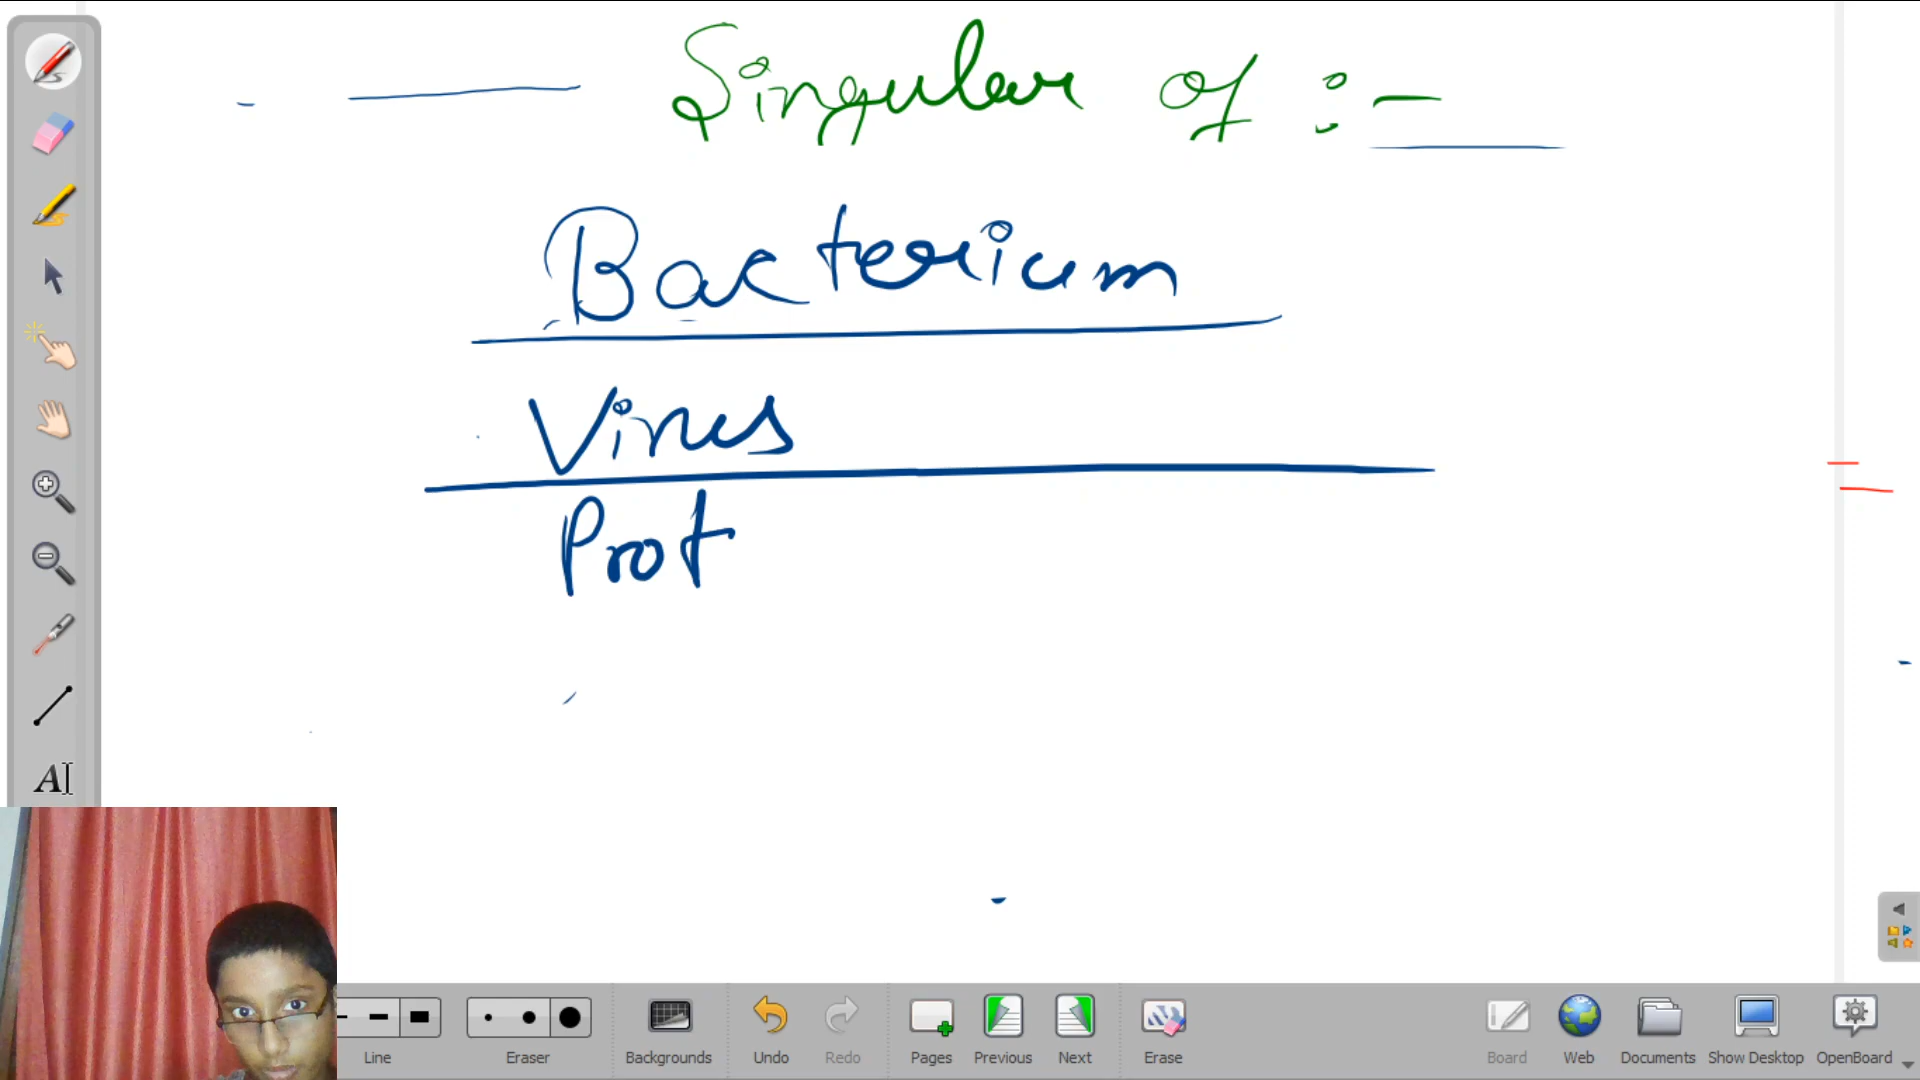 Singular of :-
Bacterium
Virus
Prot
AI
Line
Eraser
Backgrounds
Undo
Redo
Pages
Previous
Next
Erase
Board
Web
Documents
Show Desktop
OpenBoard